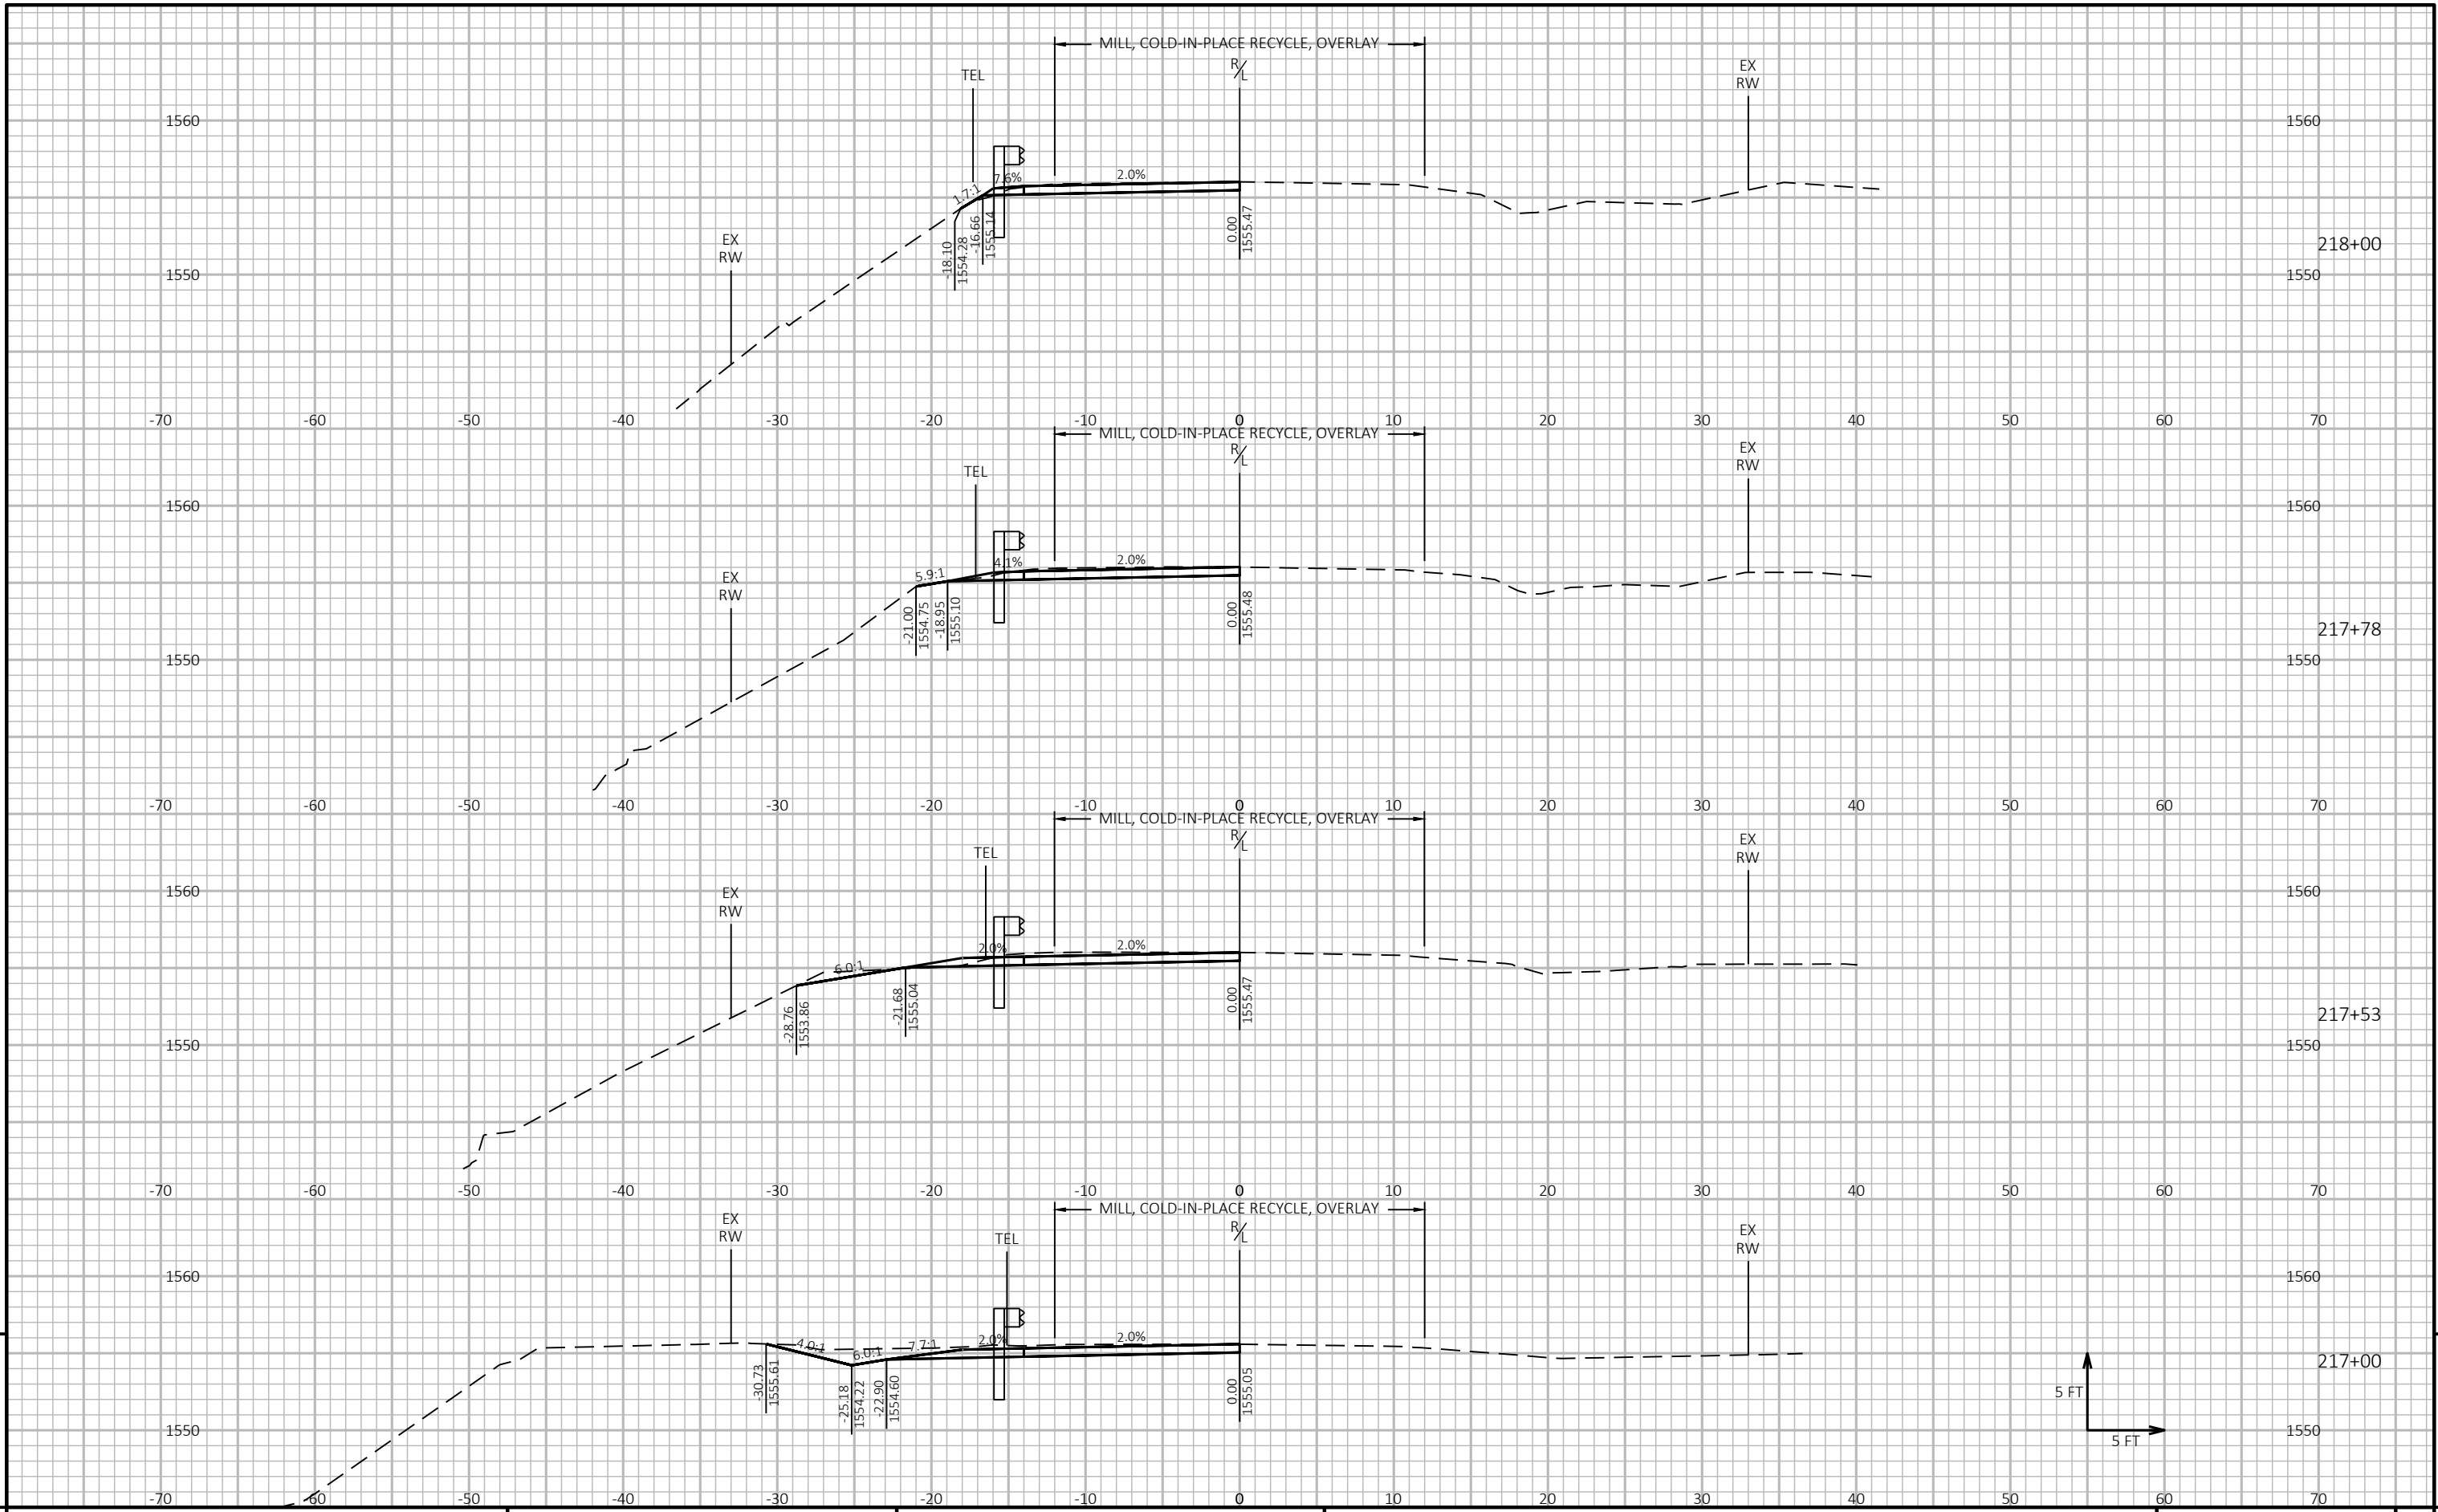 MILL, COLD-IN-PLACE RECYCLE, OVERLAY
R/L
TEL
EX
RW
1560
1560
1.7:1
7.6%
2.0%
EX
RW
-18.10
1554.28
-16.66
1555.14
0.00
1555.47
218+00
1550
1550
-70 -60 -50 -40 -30 -20 -10 0 10 20 30 40 50 60 70
MILL, COLD-IN-PLACE RECYCLE, OVERLAY
R/L
EX
RW
TEL
1560
1560
5.9:1
4.1%
2.0%
EX
RW
-21.00
1554.75
-18.95
1555.10
0.00
1555.48
217+78
1550
1550
-70 -60 -50 -40 -30 -20 -10 0 10 20 30 40 50 60 70
MILL, COLD-IN-PLACE RECYCLE, OVERLAY
R/L
EX
RW
TEL
1560
1560
EX
RW
6.0:1
2.0%
2.0%
-28.76
1553.86
-21.68
1555.04
0.00
1555.47
217+53
1550
1550
-70 -60 -50 -40 -30 -20 -10 0 10 20 30 40 50 60 70
MILL, COLD-IN-PLACE RECYCLE, OVERLAY
EX
RW
R/L
TEL
EX
RW
1560
1560
4.0:1
6.0:1
7.7:1
2.0%
2.0%
-30.73
1555.61
-25.18
1554.22
-22.90
1554.60
0.00
1555.05
217+00
5 FT
5 FT
1550
1550
-70 -60 -50 -40 -30 -20 -10 0 10 20 30 40 50 60 70